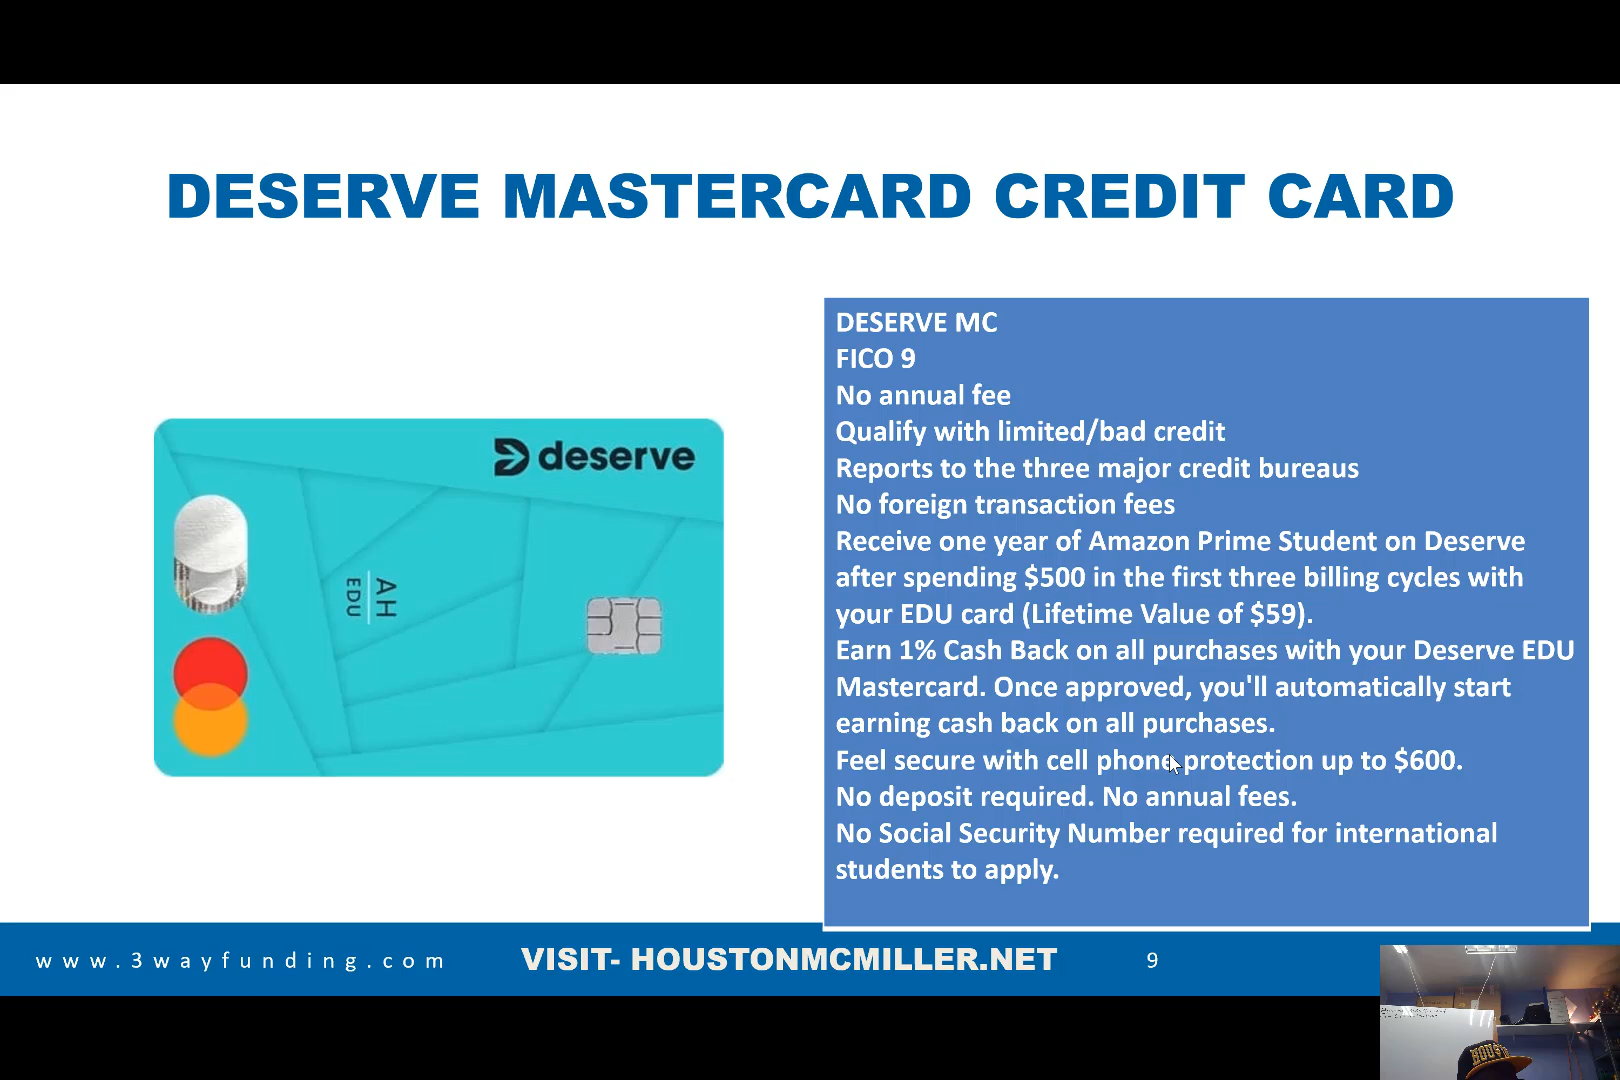 DESERVE MASTERCARD CREDIT CARD
deserve
AH
EDU
DESERVE MC
FICO 9
No annual fee
Qualify with limited/bad credit
Reports to the three major credit bureaus
No foreign transaction fees
Receive one year of Amazon Prime Student on Deserve
after spending $500 in the first three billing cycles with
your EDU card (Lifetime Value of $59).
Earn 1% Cash Back on all purchases with your Deserve EDU
Mastercard. Once approved, you'll automatically start
earning cash back on all purchases.
Feel secure with cell phone protection up to $600.
No deposit required. No annual fees.
No Social Security Number required for international
students to apply.
www.3wayfunding.com
VISIT- HOUSTONMCMILLER.NET
9